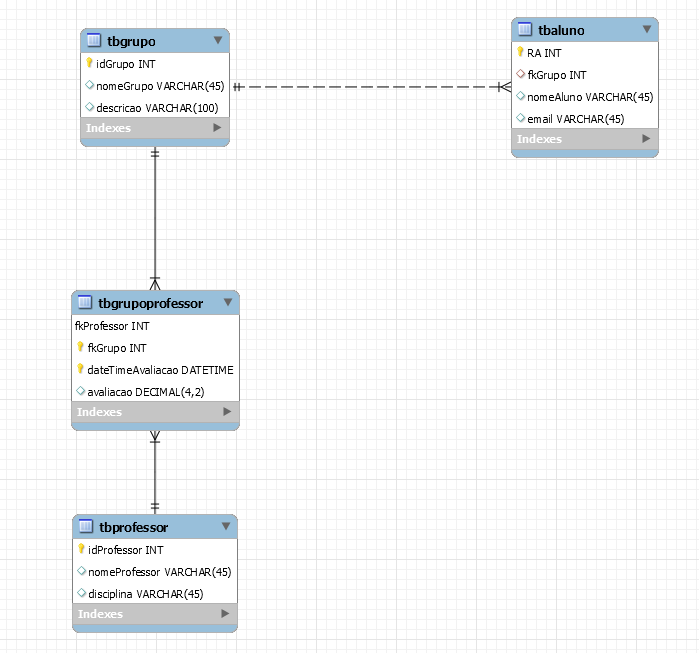 tbgrupo
idGrupo INT
nomeGrupo VARCHAR(45)
descricao VARCHAR(100)
Indexes
tbaluno
RA INT
fkGrupo INT
nomeAluno VARCHAR(45)
email VARCHAR(45)
Indexes
tbgrupoprofessor
fkProfessor INT
fkGrupo INT
dateTimeAvaliacao DATETIME
avaliacao DECIMAL(4,2)
Indexes
tbprofessor
idProfessor INT
nomeProfessor VARCHAR(45)
disciplina VARCHAR(45)
Indexes